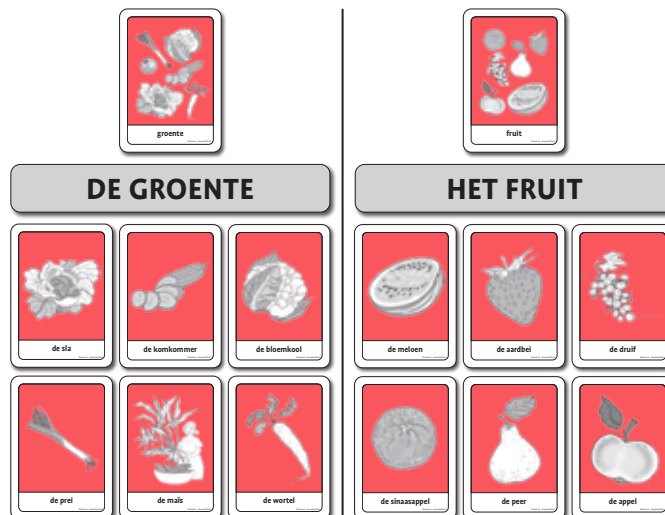 groente
fruit
DE GROENTE
HET FRUIT
de sla
de komkommer
de bloemkool
de meloen
de aardbei
de druif
de prei
de maïs
de wortel
de sinaasappel
de peer
de appel